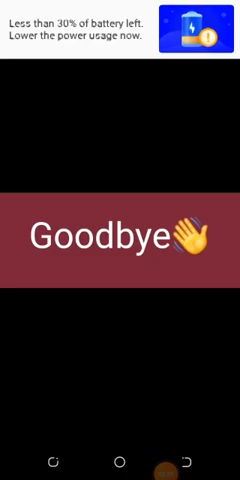 Less than 30% of battery left.
Lower the power usage now.
Goodbye👋